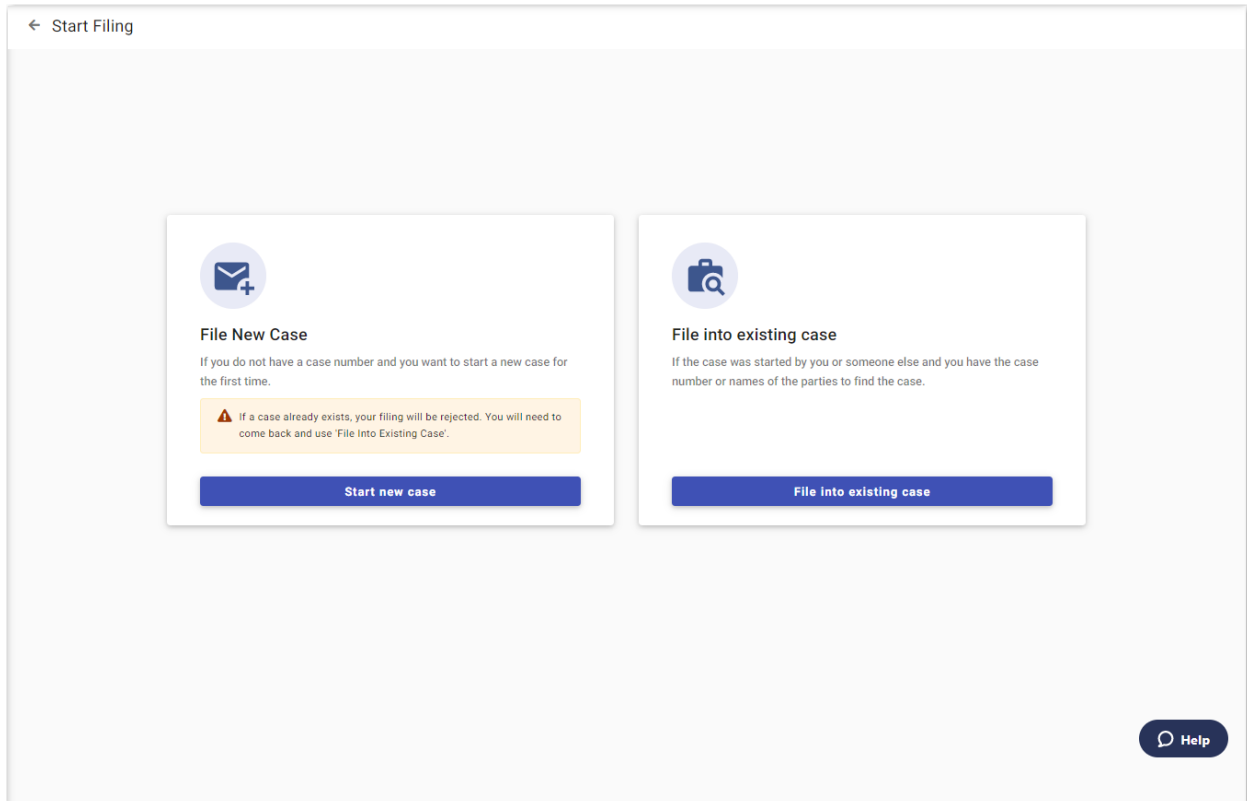 Start Filing
File New Case
If you do not have a case number and you want to start a new case for
the first time.
If a case already exists, your filing will be rejected. You will need to
come back and use 'File Into Existing Case'.
Start new case
File into existing case
If the case was started by you or someone else and you have the case
number or names of the parties to find the case.
File into existing case
Help